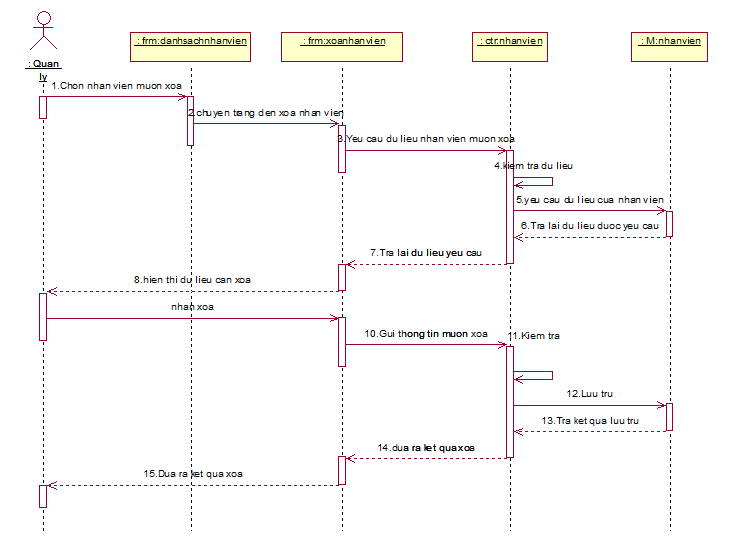 : frm:danhsachnhanvien
: frm:xoanhanvien
: ctr:nhanvien
: M:nhanvien
: Quan
ly
1.Chon nhan vien muon xoa
2.chuyen trang den xoa nhan vien
3.Yeu cau du lieu nhan vien muon xoa
4.kiem tra du lieu
5.yeu cau du lieu cua nhan vien
6.Tra lai du lieu duoc yeu cau
7.Tra lai du lieu yeu cau
8.hien thi du lieu can xoa
nhan xoa
10.Gui thong tin muon xoa
11.Kiem tra
12.Luu tru
13.Tra ket qua luu tru
14.dua ra ket qua xoa
15.Dua ra ket qua xoa